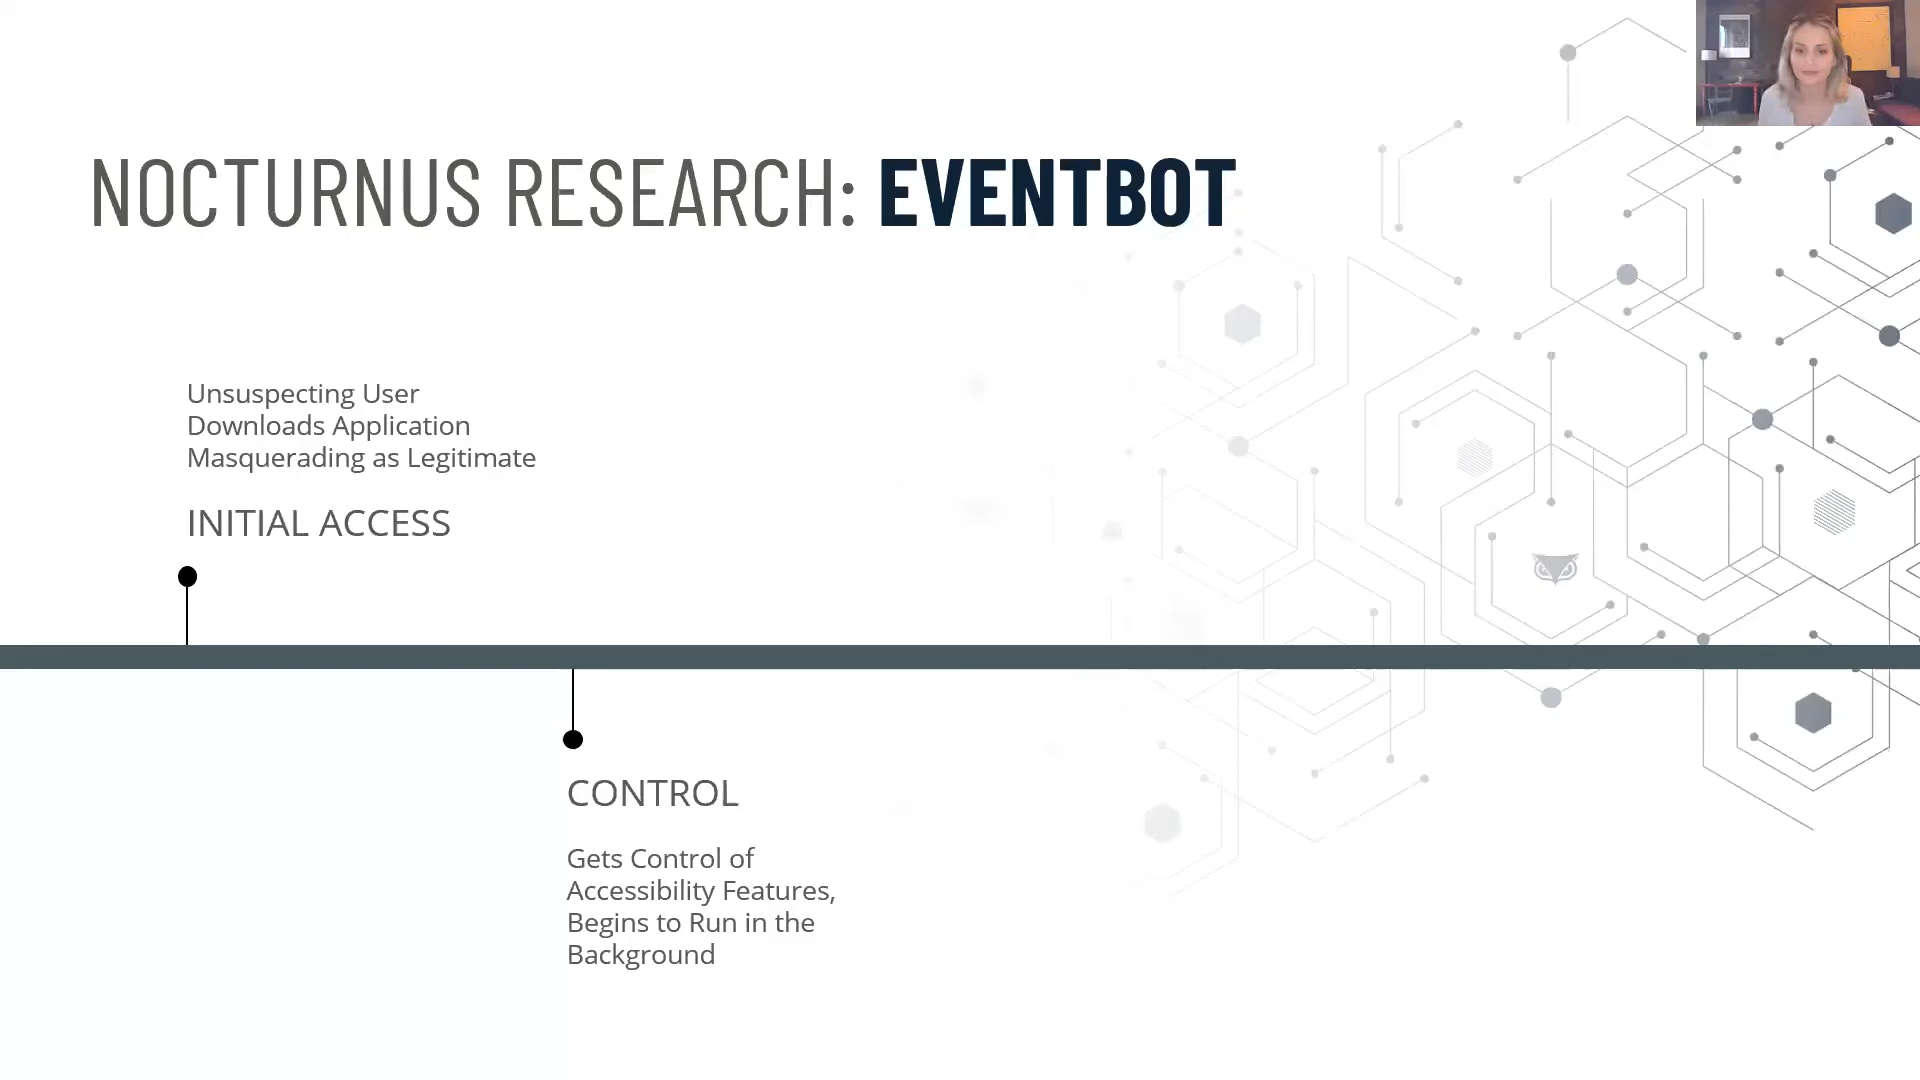 NOCTURNUS RESEARCH: EVENTBOT
Unsuspecting User
Downloads Application
Masquerading as Legitimate
INITIAL ACCESS
CONTROL
Gets Control of
Accessibility Features,
Begins to Run in the
Background